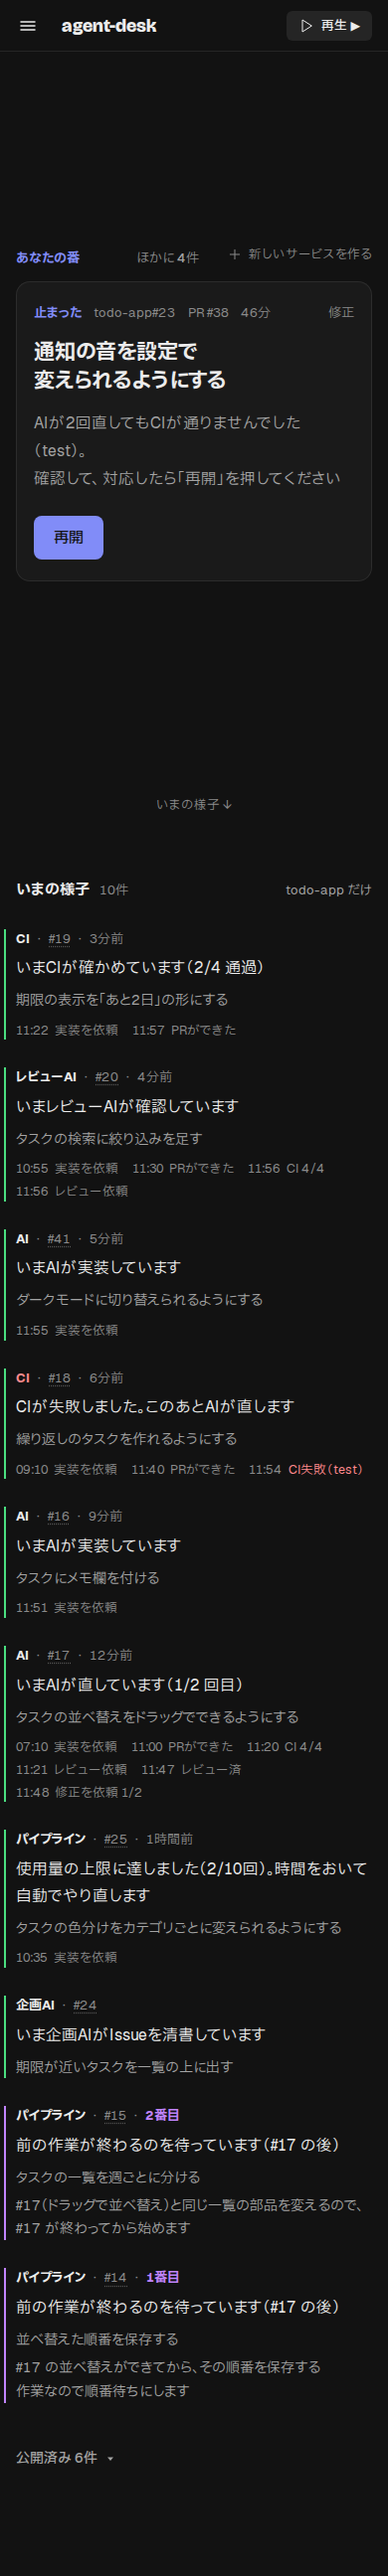 agent-desk
再生 ▶
あなたの番 ほかに4件 ＋ 新しいサービスを作る
止まった todo-app#23 PR#38 46分 修正
通知の音を設定で
変えられるようにする
AIが2回直してもCIが通りませんでした
（test）。
確認して、対応したら「再開」を押してください
再開
いまの様子 ↓
いまの様子 10件 todo-app だけ
CI · #19 · 3分前
いまCIが確かめています（2/4 通過）
期限の表示を「あと2日」の形にする
11:22 実装を依頼 11:57 PRができた
レビューAI · #20 · 4分前
いまレビューAIが確認しています
タスクの検索に絞り込みを足す
10:55 実装を依頼 11:30 PRができた 11:56 CI 4/4
11:56 レビュー依頼
AI · #41 · 5分前
いまAIが実装しています
ダークモードに切り替えられるようにする
11:55 実装を依頼
CI · #18 · 6分前
CIが失敗しました。このあとAIが直します
繰り返しのタスクを作れるようにする
09:10 実装を依頼 11:40 PRができた 11:54 CI失敗（test）
AI · #16 · 9分前
いまAIが実装しています
タスクにメモ欄を付ける
11:51 実装を依頼
AI · #17 · 12分前
いまAIが直しています（1/2 回目）
タスクの並べ替えをドラッグでできるようにする
07:10 実装を依頼 11:00 PRができた 11:20 CI 4/4
11:21 レビュー依頼 11:47 レビュー済
11:48 修正を依頼 1/2
パイプライン · #25 · 1時間前
使用量の上限に達しました（2/10回）。時間をおいて
自動でやり直します
タスクの色分けをカテゴリごとに変えられるようにする
10:35 実装を依頼
企画AI · #24
いま企画AIがIssueを清書しています
期限が近いタスクを一覧の上に出す
パイプライン · #15 · 2番目
前の作業が終わるのを待っています（#17 の後）
タスクの一覧を週ごとに分ける
#17（ドラッグで並べ替え）と同じ一覧の部品を変えるので、
#17 が終わってから始めます
パイプライン · #14 · 1番目
前の作業が終わるのを待っています（#17 の後）
並べ替えた順番を保存する
#17 の並べ替えができてから、その順番を保存する
作業なので順番待ちにします
公開済み 6件